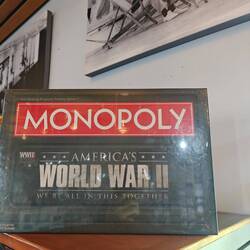 MONOPOLY
WWII
AMERICA'S
WORLD WAR II
WE'RE ALL IN THIS TOGETHER